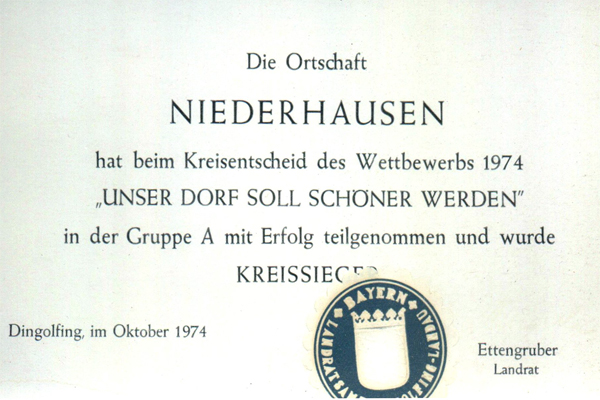 Die Ortschaft
NIEDERHAUSEN
hat beim Kreisentscheid des Wettbewerbs 1974
„UNSER DORF SOLL SCHÖNER WERDEN"
in der Gruppe A mit Erfolg teilgenommen und wurde
KREISSIEGER
Dingolfing, im Oktober 1974
BAYERN
Ettengruber
Landrat